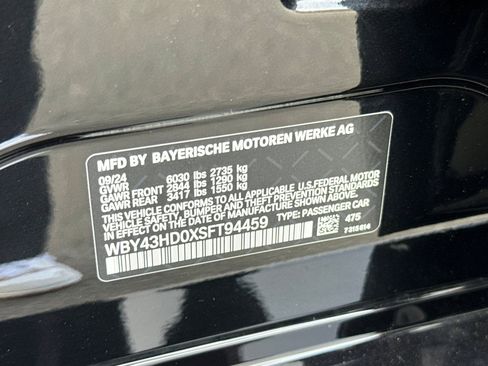 MFD BY BAYERISCHE MOTOREN WERKE AG
09/24
GVWR 6030 lbs 2735 kg
GAWR FRONT 2844 lbs 1290 kg
GAWR REAR 3417 lbs 1550 kg
THIS VEHICLE CONFORMS TO ALL APPLICABLE U.S. FEDERAL MOTOR
VEHICLE SAFETY, BUMPER, AND THEFT PREVENTION STANDARDS IN
EFFECT ON THE DATE OF MANUFACTURE SHOWN ABOVE.
WBY43HD0XSFT94459 TYPE: PASSENGER CAR
475